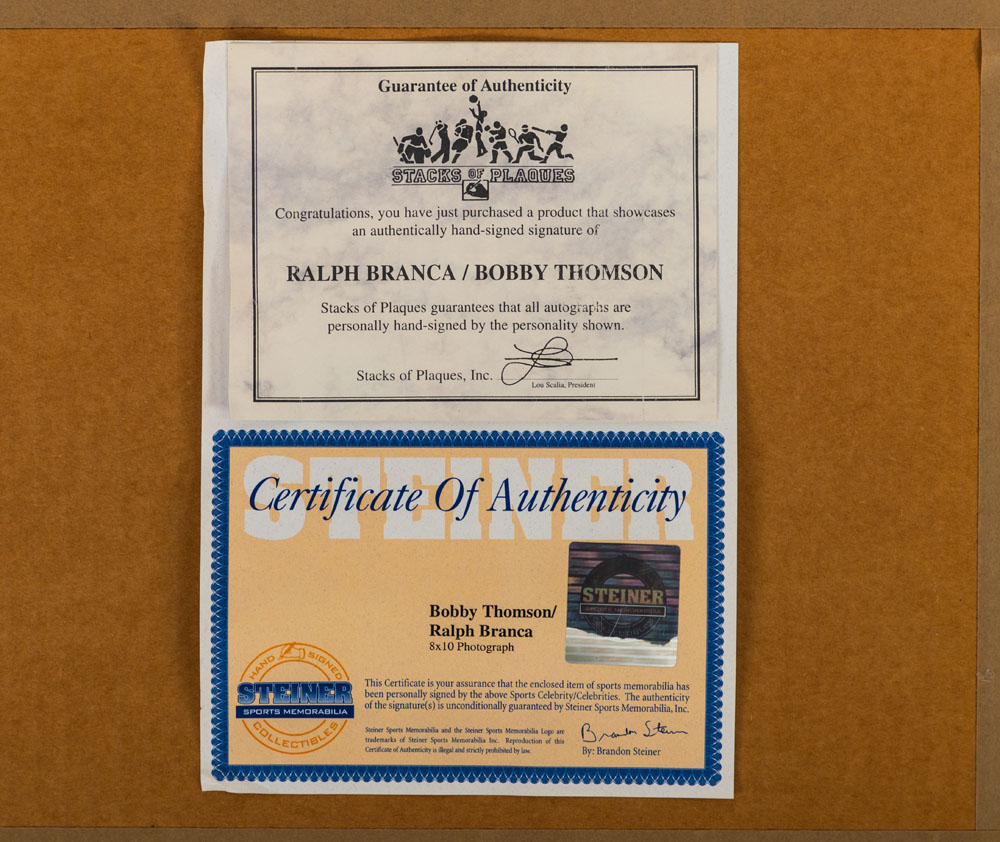 Guarantee of Authenticity
STACKS OF PLAQUES
Congratulations, you have just purchased a product that showcases
an authentically hand-signed signature of
RALPH BRANCA / BOBBY THOMSON
Stacks of Plaques guarantees that all autographs are
personally hand-signed by the personality shown.
Stacks of Plaques, Inc.
Lou Scalia, President
STEINER
Certificate Of Authenticity
STEINER
SPORTS MEMORABILIA
Bobby Thomson/
Ralph Branca
8x10 Photograph
HAND SIGNED
STEINER
SPORTS MEMORABILIA
COLLECTIBLES
This Certificate is your assurance that the enclosed item of sports memorabilia has
been personally signed by the above Sports Celebrity/Celebrities. The authenticity
of the signature(s) is unconditionally guaranteed by Steiner Sports Memorabilia, Inc.
Steiner Sports Memorabilia and the Steiner Sports Memorabilia Logo are
trademarks of Steiner Sports Memorabilia Inc. Reproduction of this
Certificate of Authenticity is illegal and strictly prohibited by law.
Brandon Steiner
By: Brandon Steiner